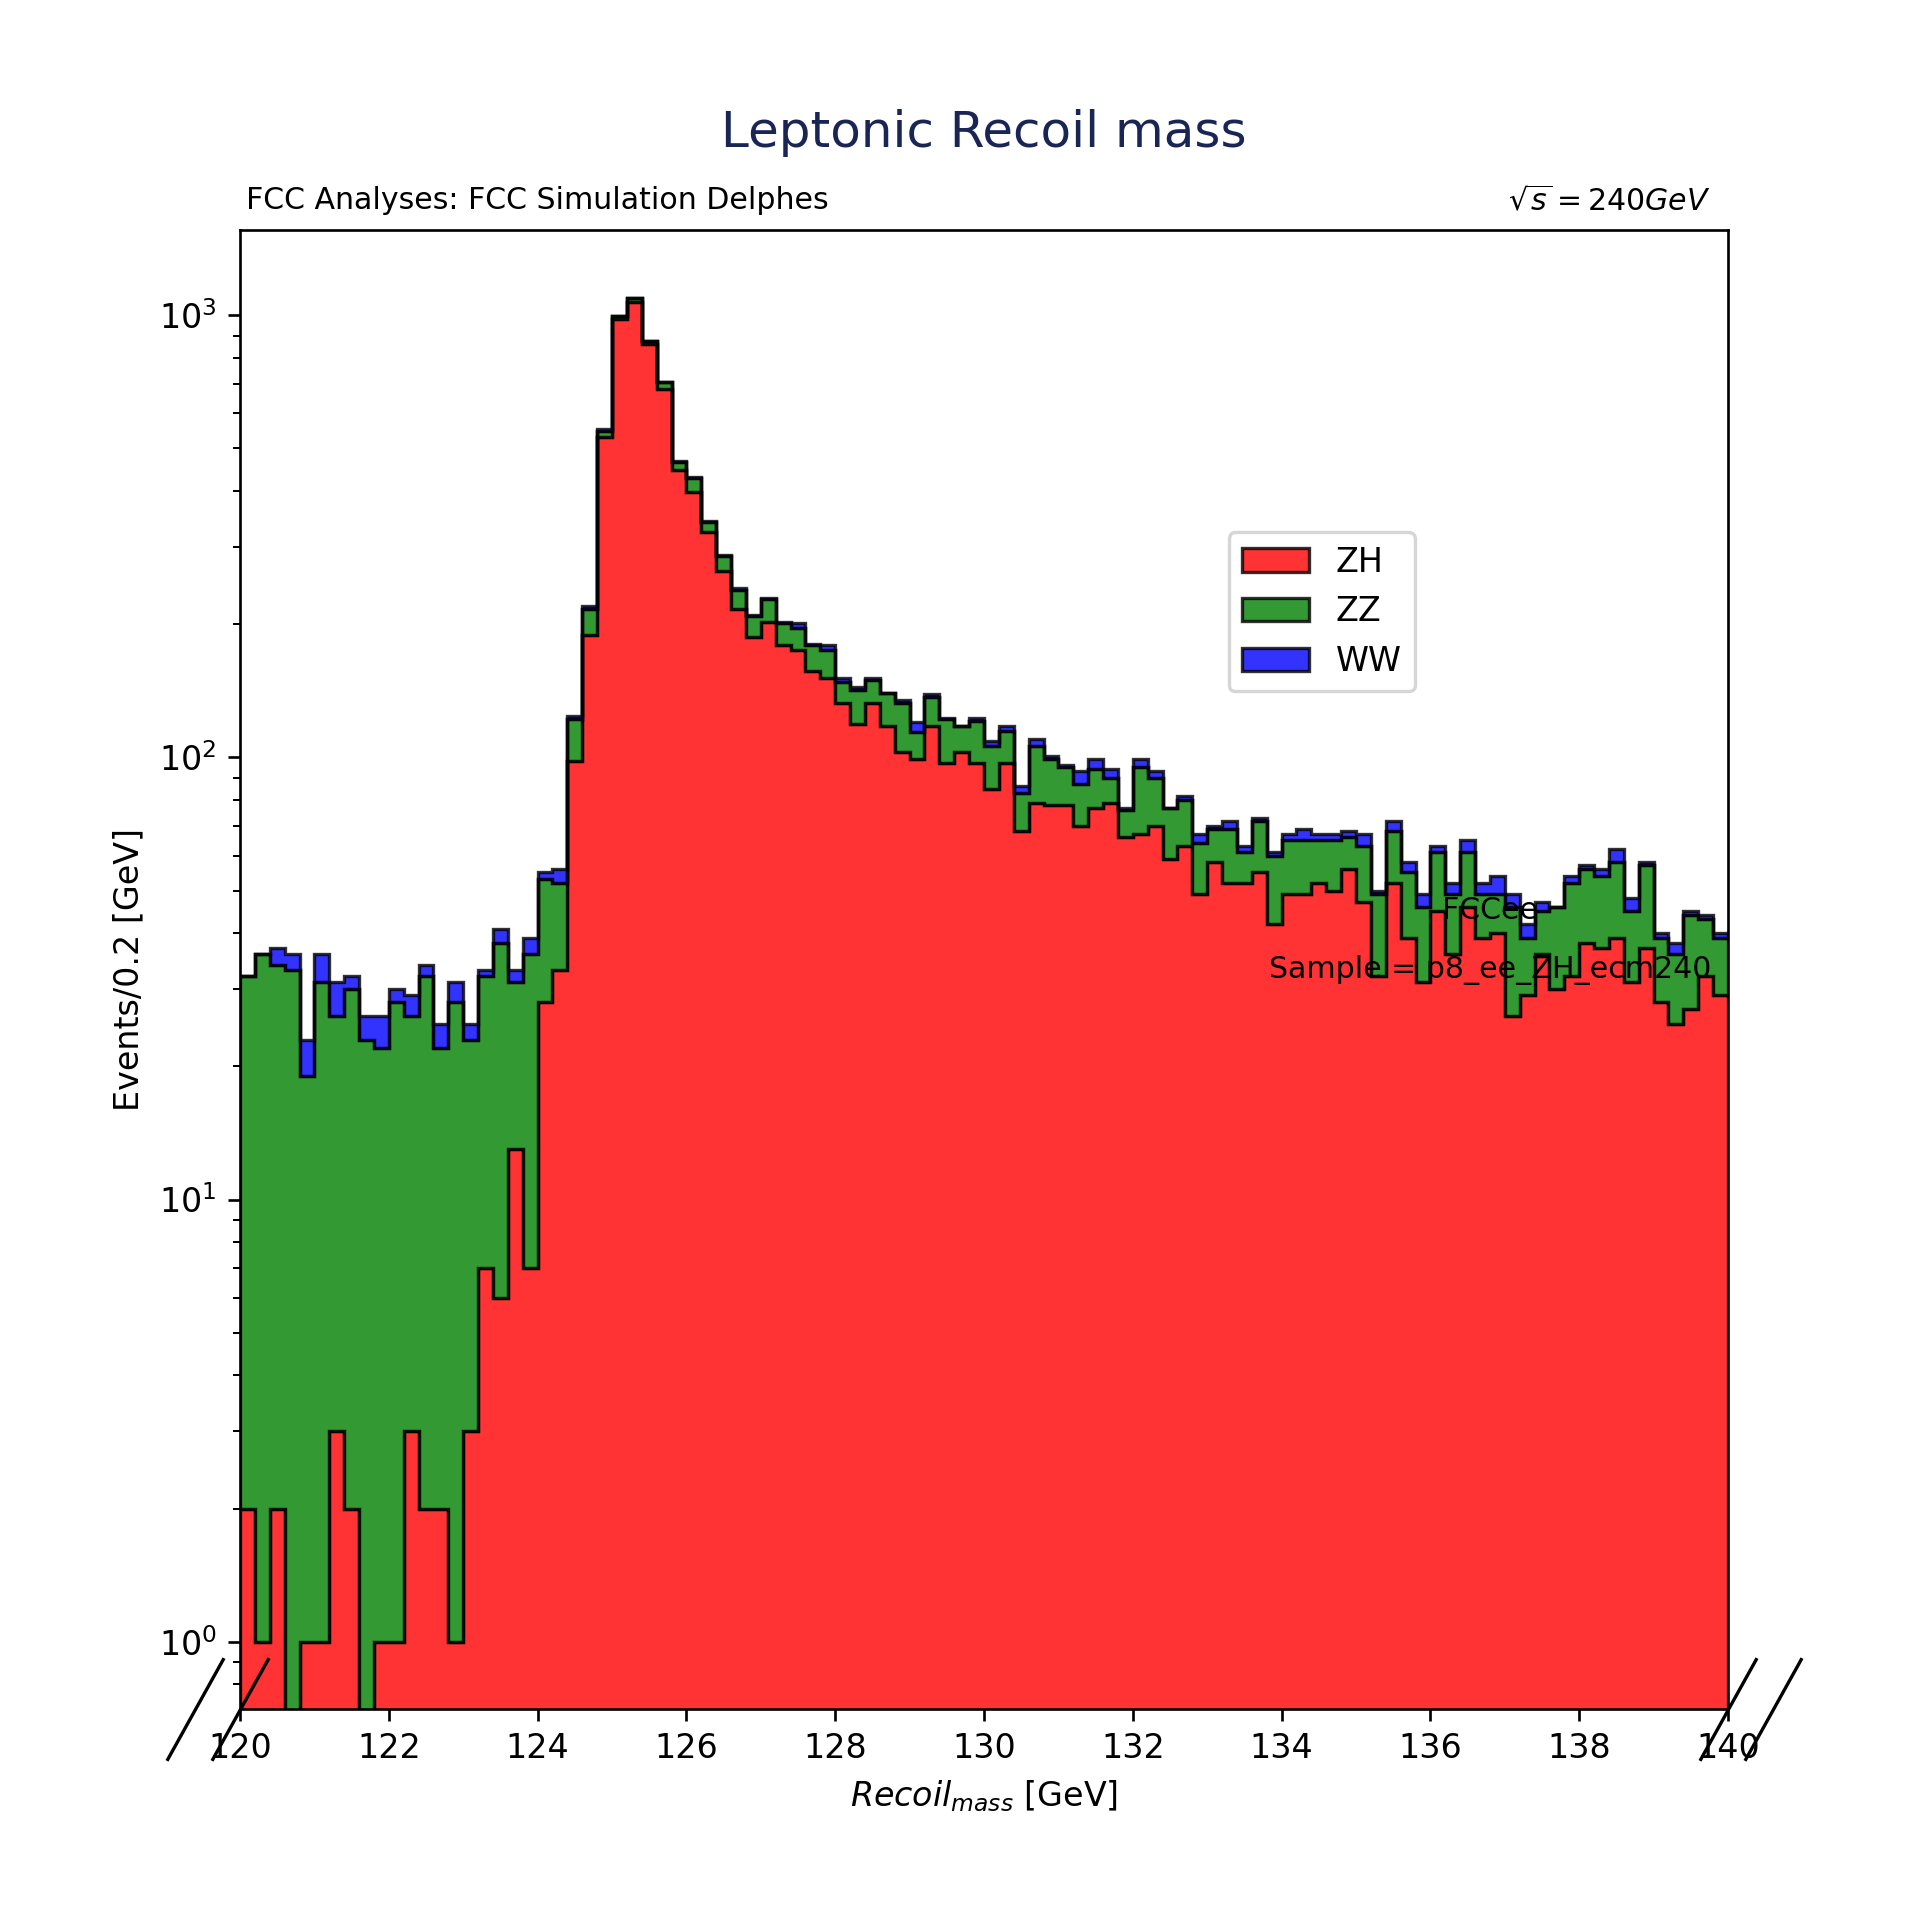 Leptonic Recoil mass
FCC Analyses: FCC Simulation Delphes
√s = 240GeV
10³
10²
10¹
10⁰
Events/0.2 [GeV]
ZH
ZZ
WW
FCCee
Sample = p8_ee_ZH_ecm240
120 122 124 126 128 130 132 134 136 138 140
Recoil_mass [GeV]